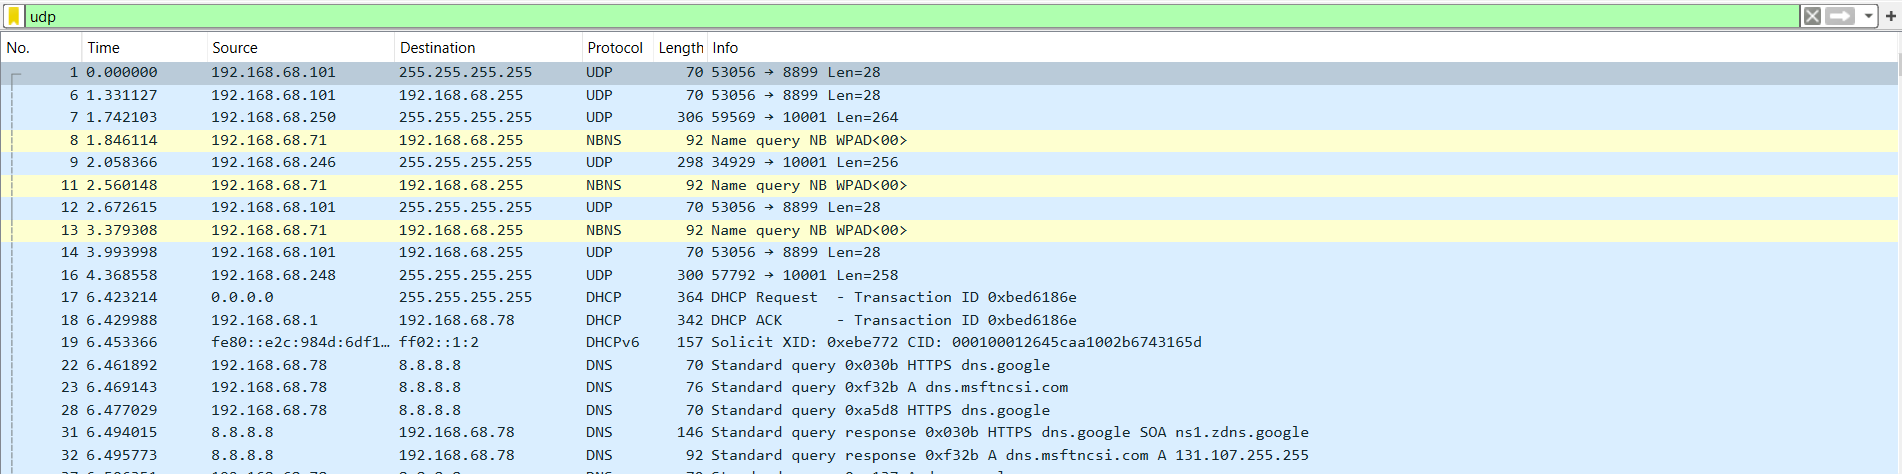 udp
No. Time Source Destination Protocol Length Info
1 0.000000 192.168.68.101 255.255.255.255 UDP 70 53056 → 8899 Len=28
6 1.331127 192.168.68.101 192.168.68.255 UDP 70 53056 → 8899 Len=28
7 1.742103 192.168.68.250 255.255.255.255 UDP 306 59569 → 10001 Len=264
8 1.846114 192.168.68.71 192.168.68.255 NBNS 92 Name query NB WPAD<00>
9 2.058366 192.168.68.246 255.255.255.255 UDP 298 34929 → 10001 Len=256
11 2.560148 192.168.68.71 192.168.68.255 NBNS 92 Name query NB WPAD<00>
12 2.672615 192.168.68.101 255.255.255.255 UDP 70 53056 → 8899 Len=28
13 3.379308 192.168.68.71 192.168.68.255 NBNS 92 Name query NB WPAD<00>
14 3.993998 192.168.68.101 255.255.255.255 UDP 70 53056 → 8899 Len=28
16 4.368558 192.168.68.248 255.255.255.255 UDP 300 57792 → 10001 Len=258
17 6.423214 0.0.0.0 255.255.255.255 DHCP 364 DHCP Request - Transaction ID 0xbed6186e
18 6.429988 192.168.68.1 192.168.68.78 DHCP 342 DHCP ACK - Transaction ID 0xbed6186e
19 6.453366 fe80::e2c:984d:6df1… ff02::1:2 DHCPv6 157 Solicit XID: 0xebe772 CID: 000100012645caa1002b6743165d
22 6.461892 192.168.68.78 8.8.8.8 DNS 70 Standard query 0x030b HTTPS dns.google
23 6.469143 192.168.68.78 8.8.8.8 DNS 76 Standard query 0xf32b A dns.msftncsi.com
28 6.477029 192.168.68.78 8.8.8.8 DNS 70 Standard query 0xa5d8 HTTPS dns.google
31 6.494015 8.8.8.8 192.168.68.78 DNS 146 Standard query response 0x030b HTTPS dns.google SOA ns1.zdns.google
32 6.495773 8.8.8.8 192.168.68.78 DNS 92 Standard query response 0xf32b A dns.msftncsi.com A 131.107.255.255